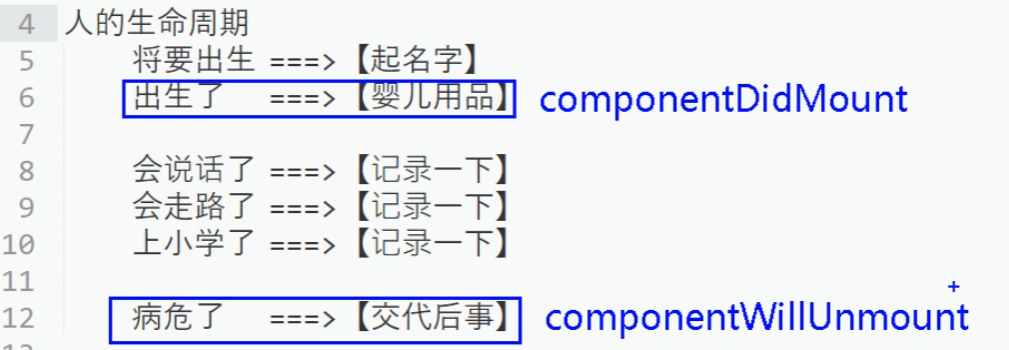 4 人的生命周期
5 将要出生 ===> 【起名字】
6 出生了 ===> 【婴儿用品】 componentDidMount
7
8 会说话了 ===> 【记录一下】
9 会走路了 ===> 【记录一下】
10 上小学了 ===> 【记录一下】
11
12 病危了 ===> 【交代后事】 componentWillUnmount